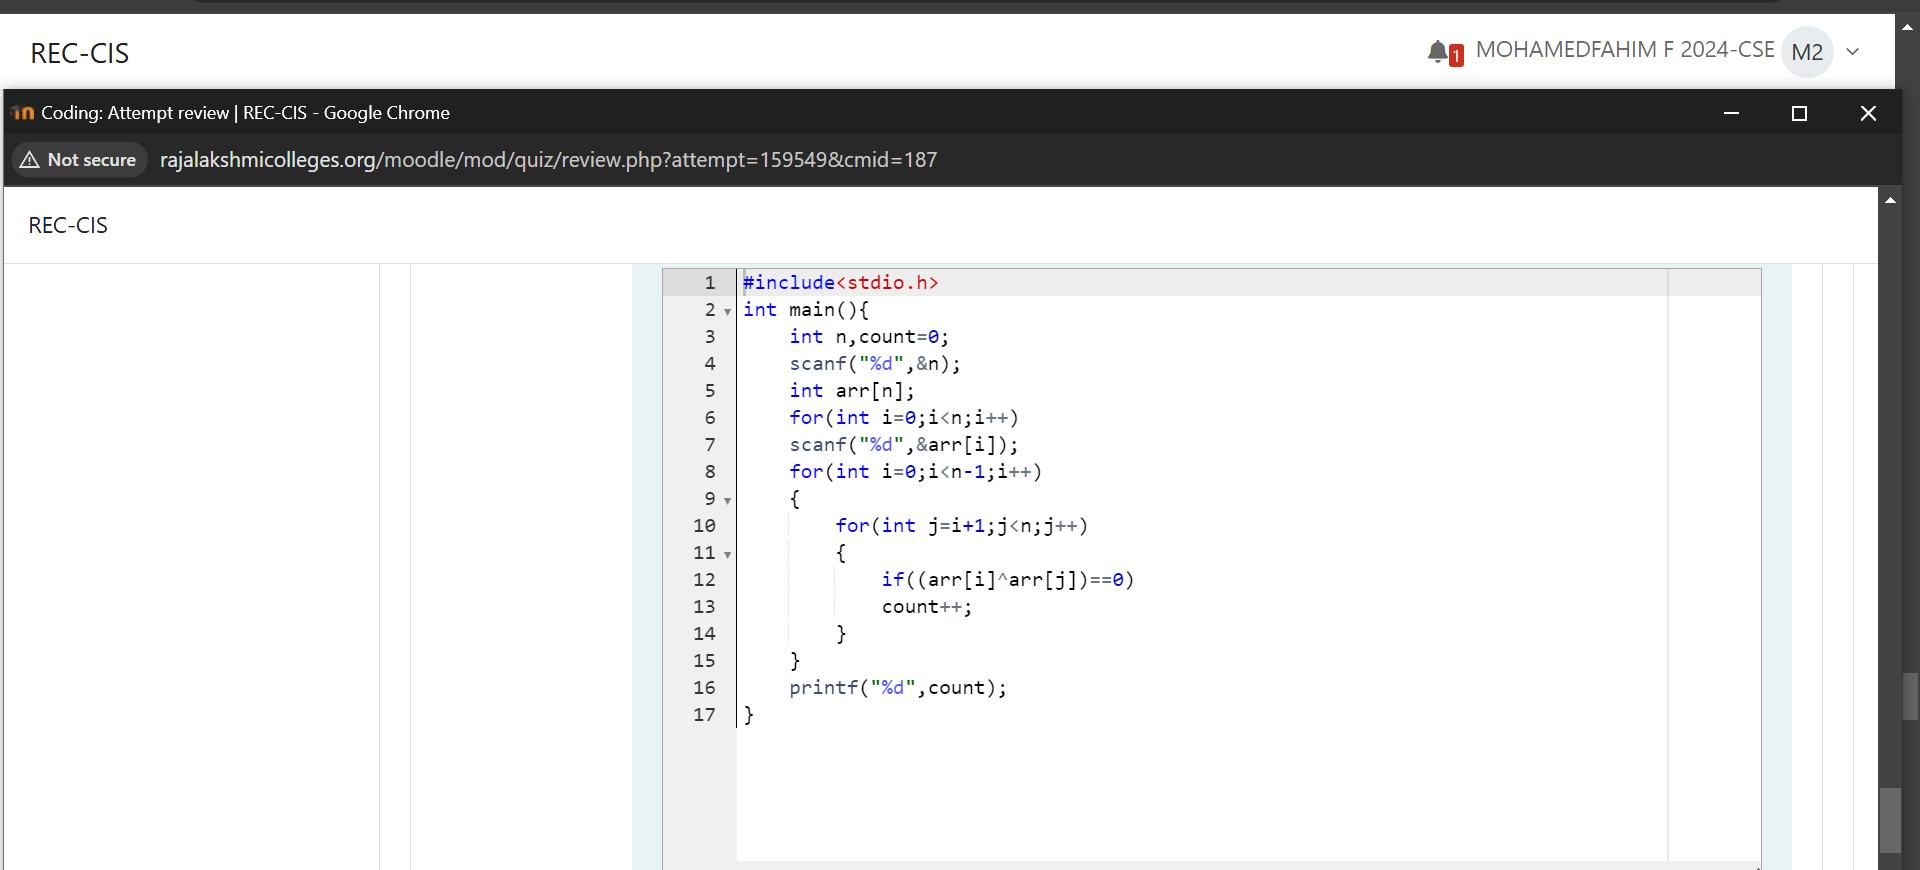 REC-CIS
1 MOHAMEDFAHIM F 2024-CSE M2
Coding: Attempt review | REC-CIS - Google Chrome
Not secure rajalakshmicolleges.org/moodle/mod/quiz/review.php?attempt=159549&cmid=187
REC-CIS
1 #include<stdio.h>
2 int main(){
3 int n,count=0;
4 scanf("%d",&n);
5 int arr[n];
6 for(int i=0;i<n;i++)
7 scanf("%d",&arr[i]);
8 for(int i=0;i<n-1;i++)
9 {
10 for(int j=i+1;j<n;j++)
11 {
12 if((arr[i]^arr[j])==0)
13 count++;
14 }
15 }
16 printf("%d",count);
17 }